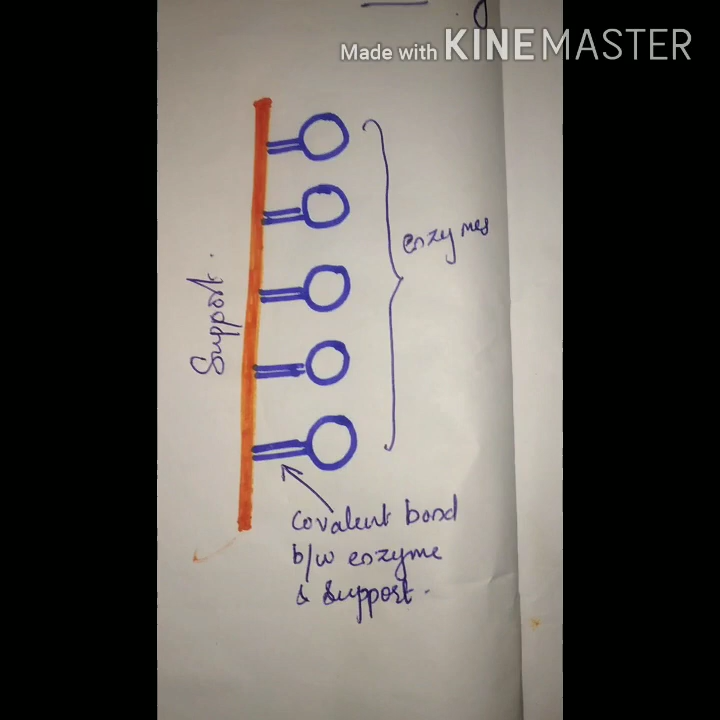 Made with KINEMASTER
enzymes
Support.
Covalent bond
b/w enzyme
& Support.